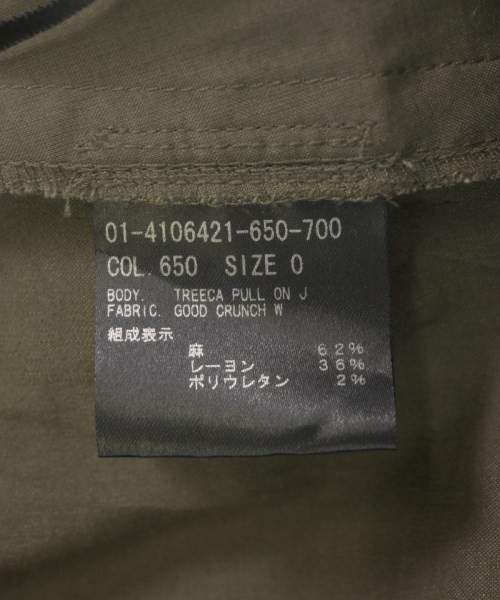 01-4106421-650-700
COL. 650 SIZE 0
BODY. TREECA PULL ON J
FABRIC. GOOD CRUNCH W
組成表示
麻 62%
レーヨン 36%
ポリウレタン 2%